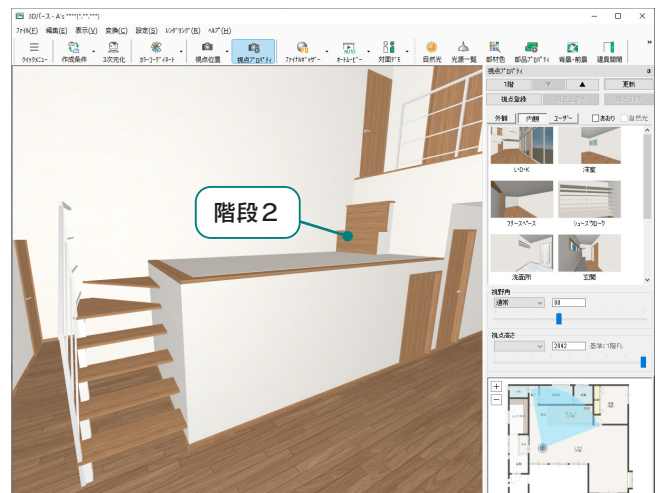 3Dパース - A's ****(*.**,***)
ファイル(F) 編集(E) 表示(V) 変換(C) 設定(S) レンダリング(R) ヘルプ(H)
クイックメニュー 作成条件 3次元化 カラーコーディネート 視点位置 視点プロパティ ファイナルギャザー オートムービー 対面デモ 自然光 光源一覧 部材色 部品プロパティ 背景・前景 建具開閉
視点プロパティ
1階 ▼ ▲ 更新
視点登録
外観 内観 ユーザー あおり 自然光
L・D・K 洋室
フリースペース シューズクローク
洗面所 玄関
視野角
通常 80
視点高さ
2042 基準:1階FL
階段2